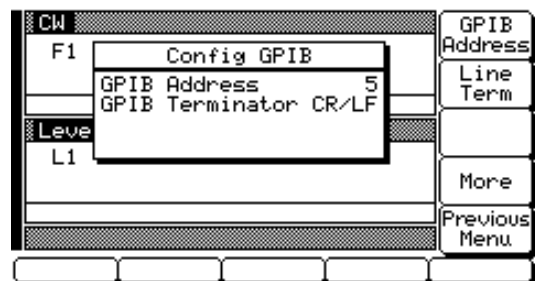 CW
F1
Config GPIB
GPIB Address 5
GPIB Terminator CR/LF
Leve
L1
GPIB
Address
Line
Term
More
Previous
Menu